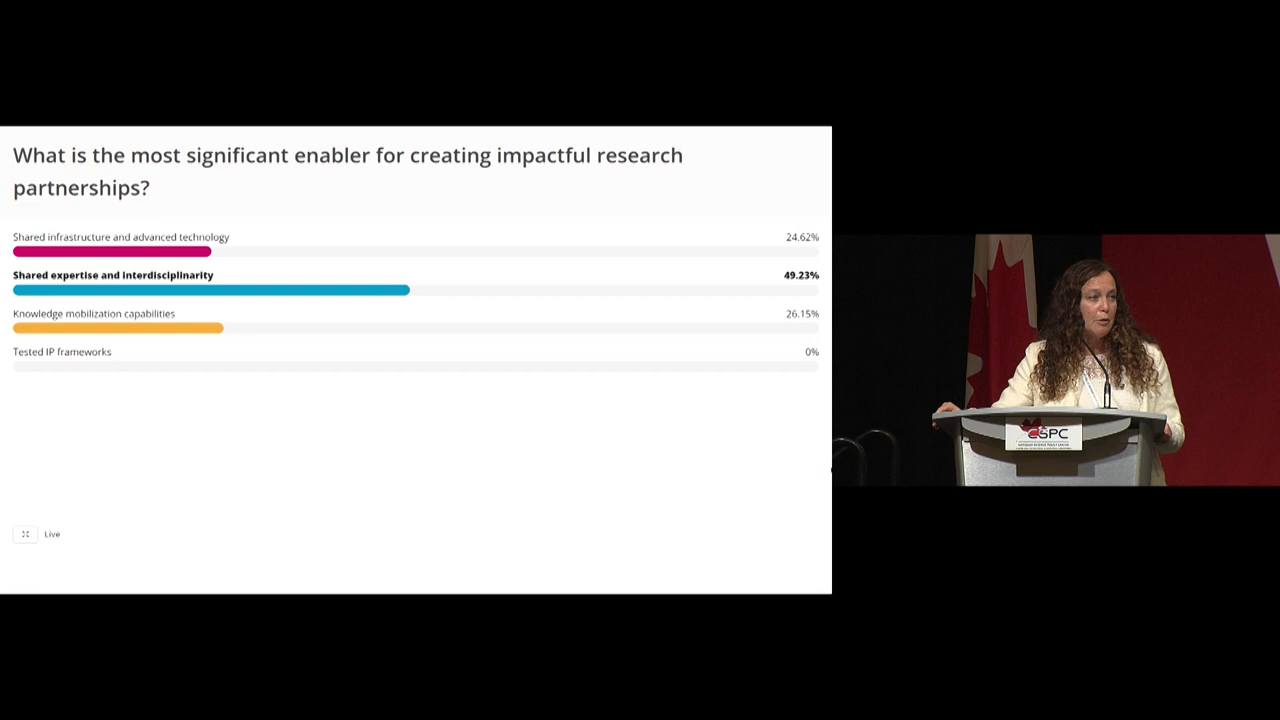 What is the most significant enabler for creating impactful research
partnerships?
Shared infrastructure and advanced technology 24.62%
Shared expertise and interdisciplinarity 49.23%
Knowledge mobilization capabilities 26.15%
Tested IP frameworks 0%
Live
CSPC